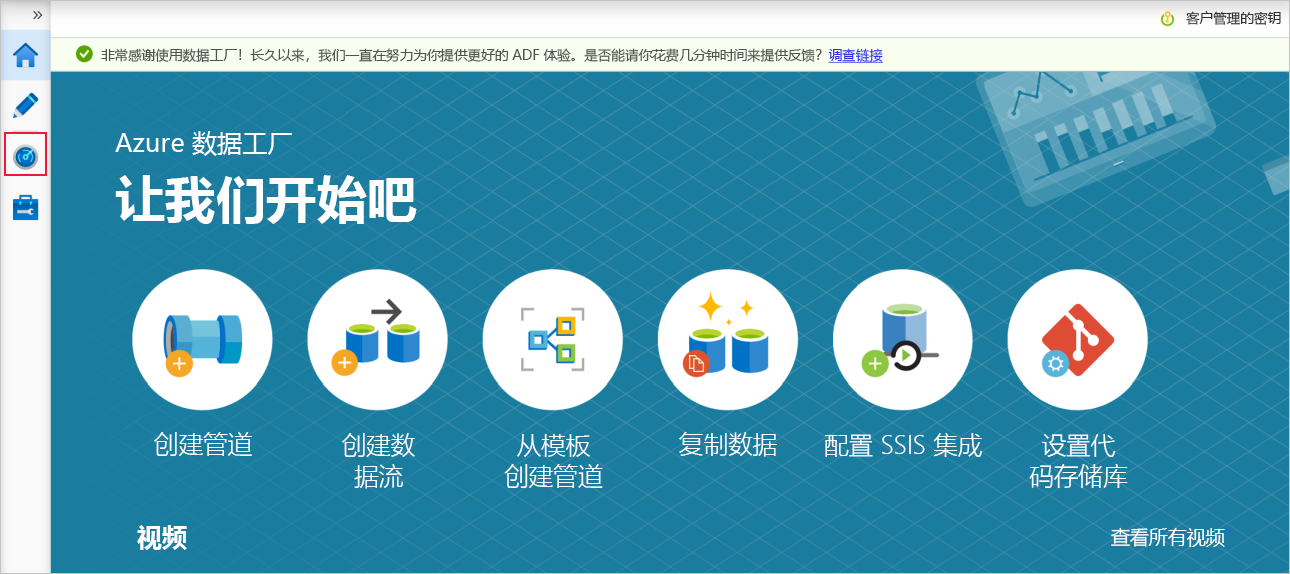 »
客户管理的密钥
非常感谢使用数据工厂！长久以来，我们一直在努力为你提供更好的 ADF 体验。是否能请你花费几分钟时间来提供反馈？调查链接
Azure 数据工厂
让我们开始吧
创建管道
创建数
据流
从模板
创建管道
复制数据
配置 SSIS 集成
设置代
码存储库
视频
查看所有视频